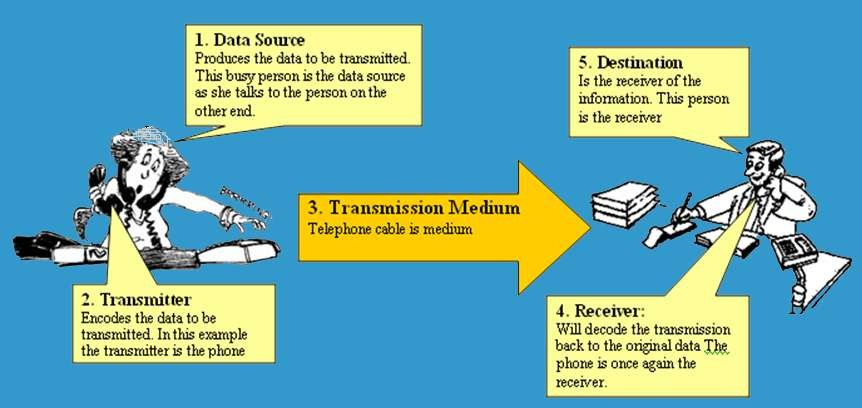 1. Data Source
Produces the data to be transmitted.
This busy person is the data source
as she talks to the person on the
other end.
2. Transmitter
Encodes the data to be
transmitted. In this example
the transmitter is the phone
3. Transmission Medium
Telephone cable is medium
4. Receiver:
Will decode the transmission
back to the original data The
phone is once again the
receiver.
5. Destination
Is the receiver of the
information. This person
is the receiver